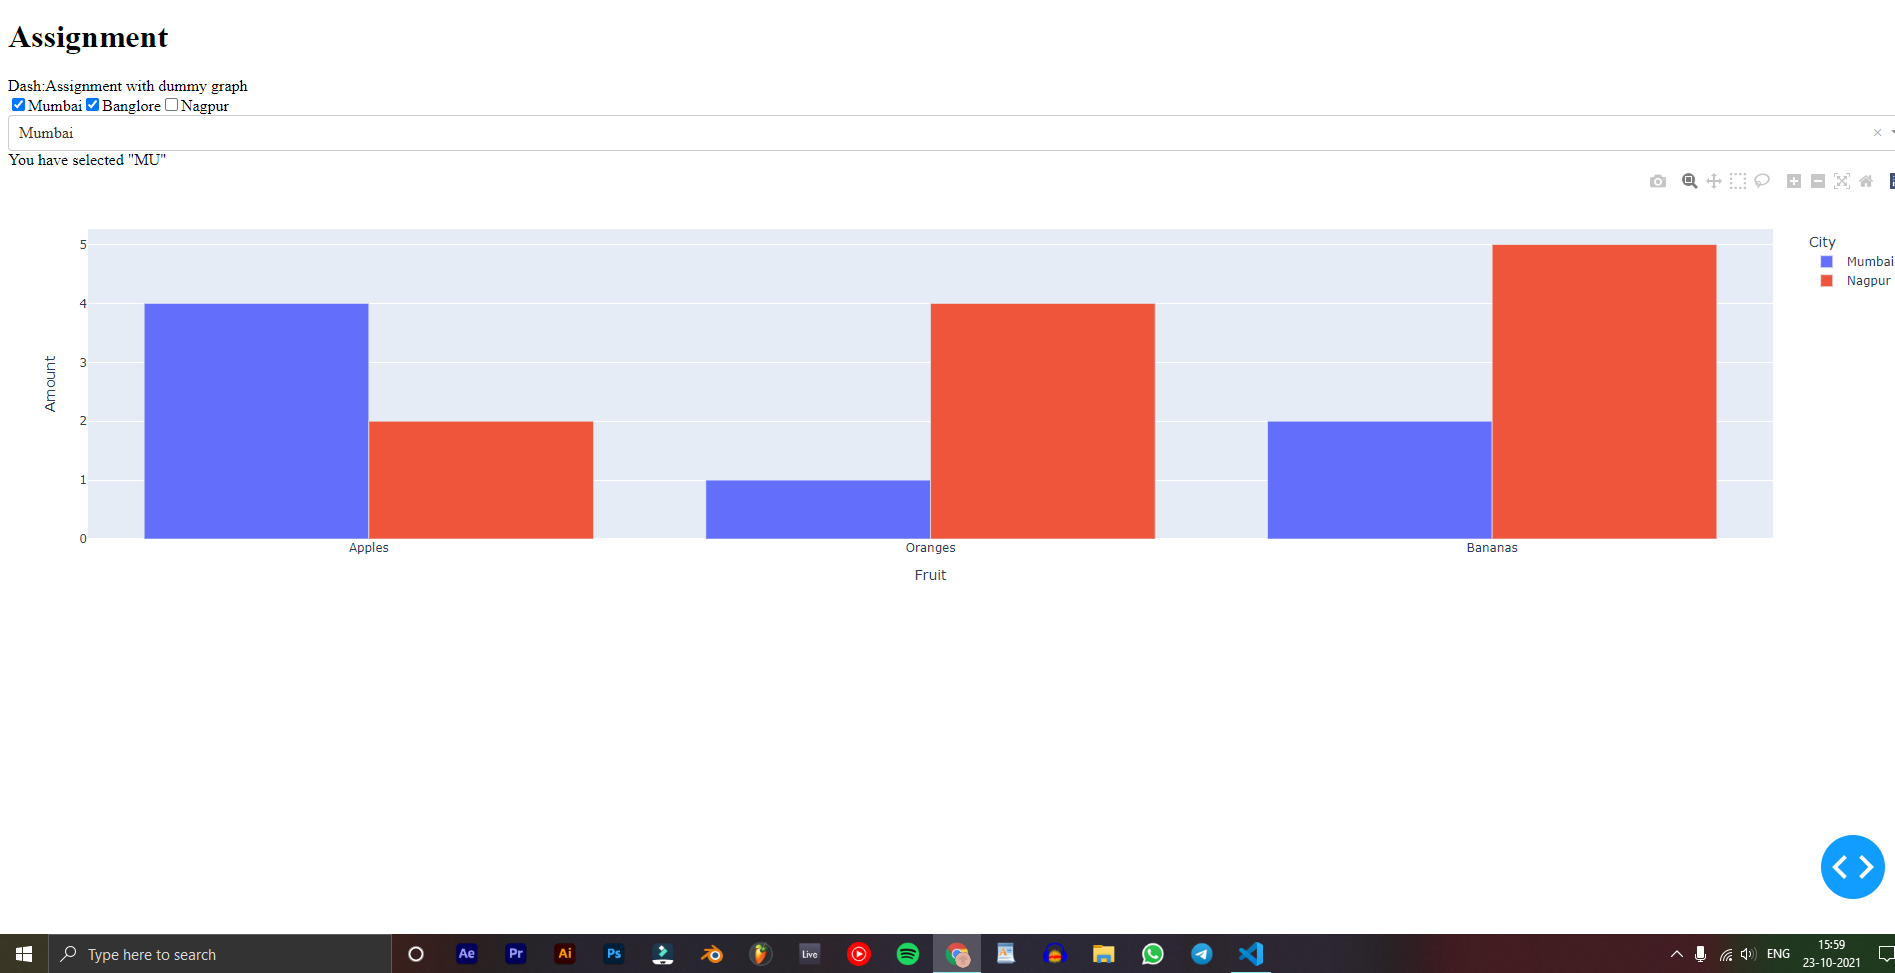 Assignment
Dash:Assignment with dummy graph
Mumbai Banglore Nagpur
Mumbai
You have selected "MU"
City
Mumbai
Nagpur
5
4
3
2
1
0
Amount
Apples Oranges Bananas
Fruit
Type here to search
Ae Pr Ai Ps Live
ENG
15:59
23-10-2021